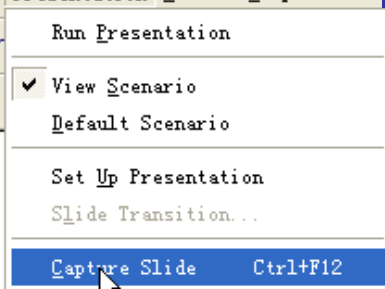 Run Presentation
View Scenario
Default Scenario
Set Up Presentation
Slide Transition...
Capture Slide Ctrl+F12